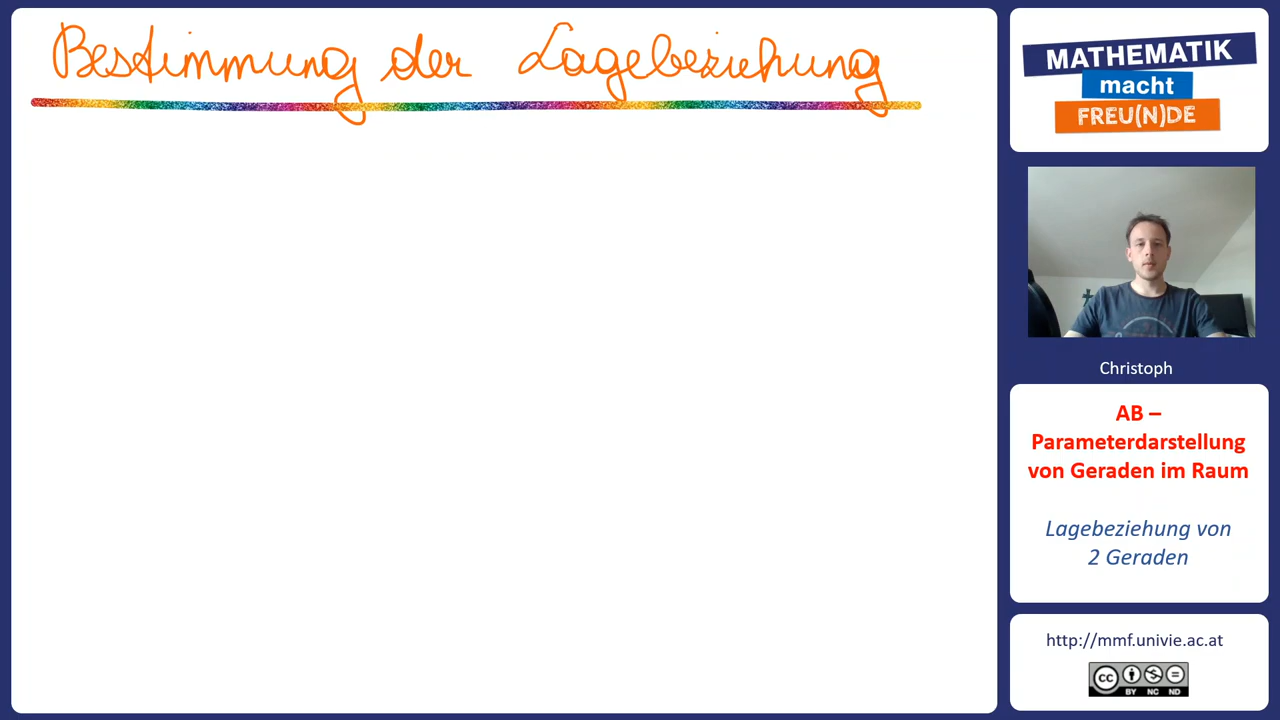 Bestimmung der Lagebeziehung
MATHEMATIK
macht
FREU(N)DE
Christoph
AB –
Parameterdarstellung
von Geraden im Raum
Lagebeziehung von
2 Geraden
http://mmf.univie.ac.at
cc
BY NC ND